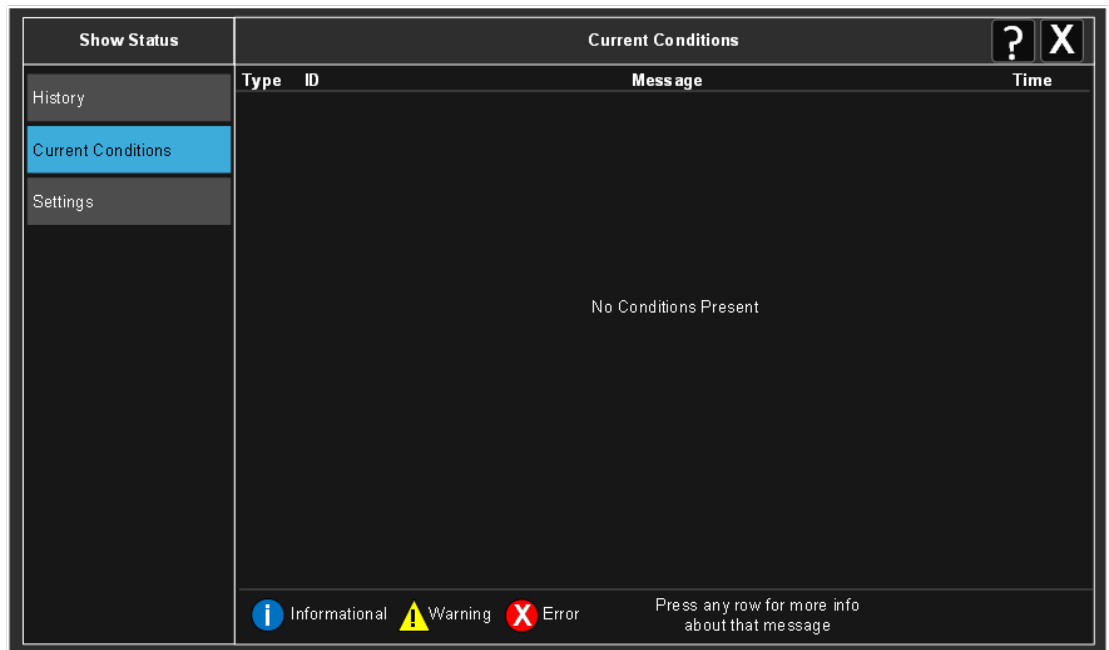 Show Status
Current Conditions
? X
History
Current Conditions
Settings
Type ID Message Time
No Conditions Present
i Informational ! Warning X Error
Press any row for more info
about that message